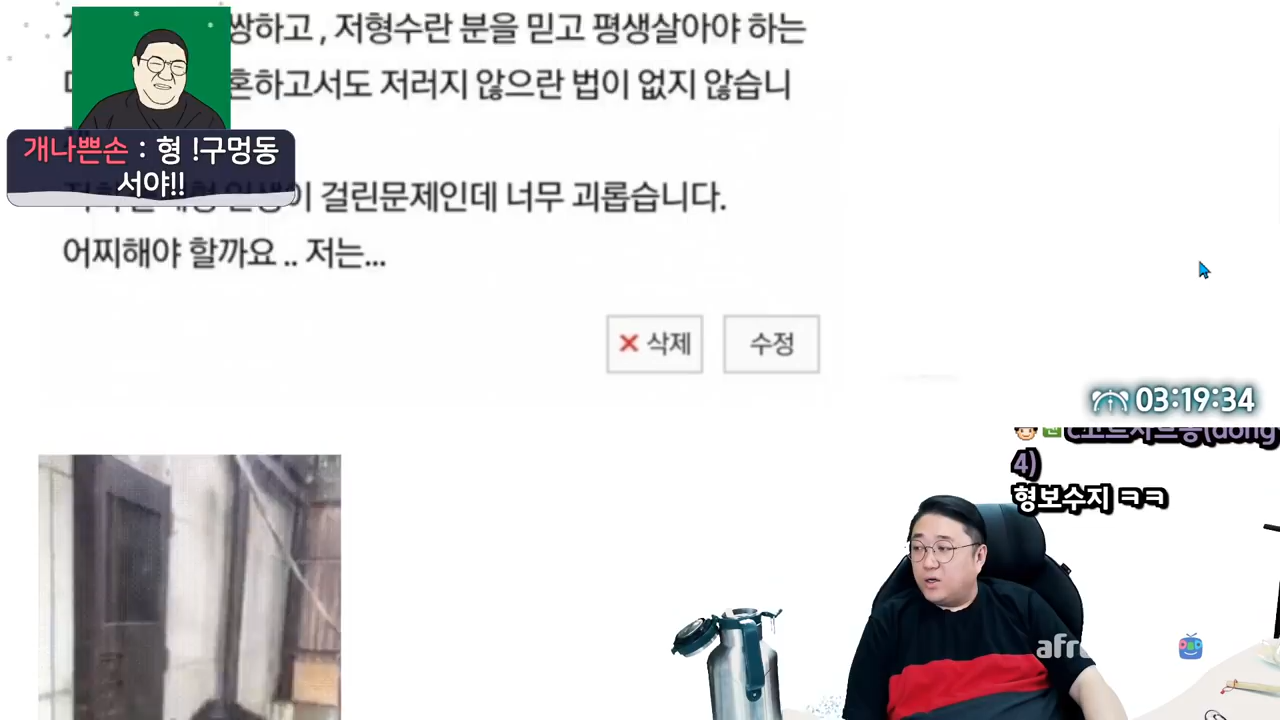 쌍하고 , 저형수란 분을 믿고 평생살아야 하는
혼하고서도 저러지 않으란 법이 없지 않습니
개나쁜손 : 형 !구멍동
서야!!
걸린문제인데 너무 괴롭습니다.
어찌해야 할까요 .. 저는...
삭제
수정
03:19:34
4)
형보수지 ㅋㅋ